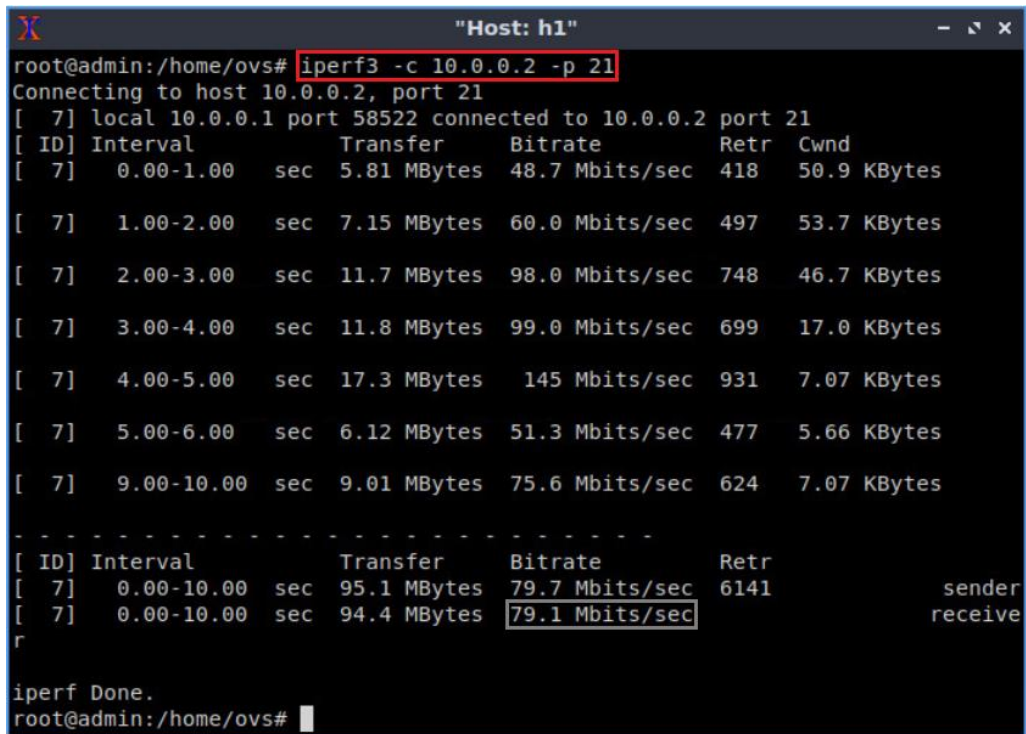 "Host: h1"
root@admin:/home/ovs# iperf3 -c 10.0.0.2 -p 21
Connecting to host 10.0.0.2, port 21
[  7] local 10.0.0.1 port 58522 connected to 10.0.0.2 port 21
[ ID] Interval           Transfer     Bitrate         Retr  Cwnd
[  7]   0.00-1.00   sec  5.81 MBytes  48.7 Mbits/sec  418   50.9 KBytes
[  7]   1.00-2.00   sec  7.15 MBytes  60.0 Mbits/sec  497   53.7 KBytes
[  7]   2.00-3.00   sec  11.7 MBytes  98.0 Mbits/sec  748   46.7 KBytes
[  7]   3.00-4.00   sec  11.8 MBytes  99.0 Mbits/sec  699   17.0 KBytes
[  7]   4.00-5.00   sec  17.3 MBytes   145 Mbits/sec  931   7.07 KBytes
[  7]   5.00-6.00   sec  6.12 MBytes  51.3 Mbits/sec  477   5.66 KBytes
[  7]   9.00-10.00  sec  9.01 MBytes  75.6 Mbits/sec  624   7.07 KBytes
- - - - - - - - - - - - - - - - - - - - - - - - -
[ ID] Interval           Transfer     Bitrate         Retr
[  7]   0.00-10.00  sec  95.1 MBytes  79.7 Mbits/sec  6141             sender
[  7]   0.00-10.00  sec  94.4 MBytes  79.1 Mbits/sec                  receive
r
iperf Done.
root@admin:/home/ovs#